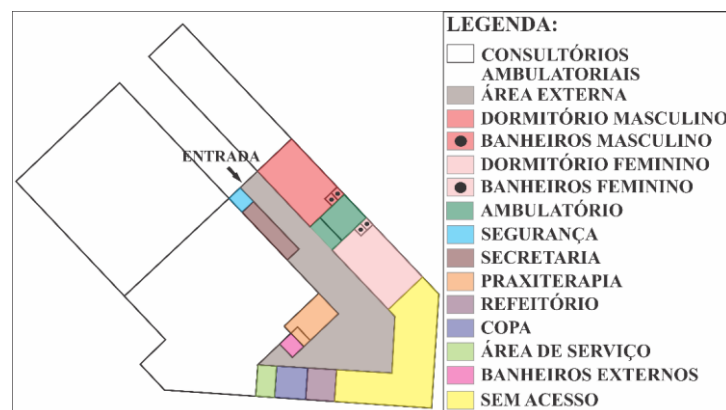 ENTRADA
LEGENDA:
CONSULTÓRIOS
AMBULATORIAIS
ÁREA EXTERNA
DORMITÓRIO MASCULINO
BANHEIROS MASCULINO
DORMITÓRIO FEMININO
BANHEIROS FEMININO
AMBULATÓRIO
SEGURANÇA
SECRETARIA
PRAXITERAPIA
REFEITÓRIO
COPA
ÁREA DE SERVIÇO
BANHEIROS EXTERNOS
SEM ACESSO